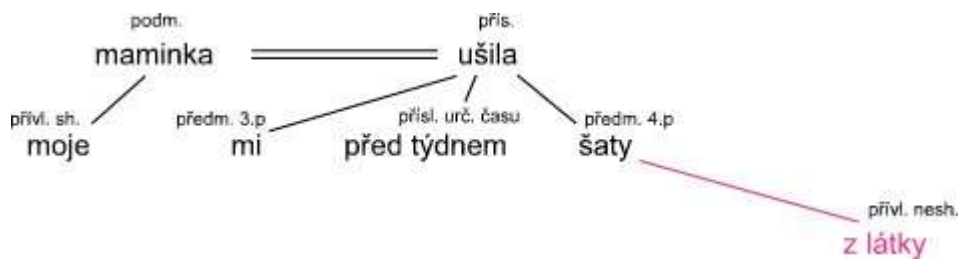 podm. přís.
maminka ušila
přívl. sh. předm. 3.p přísl. urč. času předm. 4.p
moje mi před týdnem šaty
přívl. nesh.
z látky